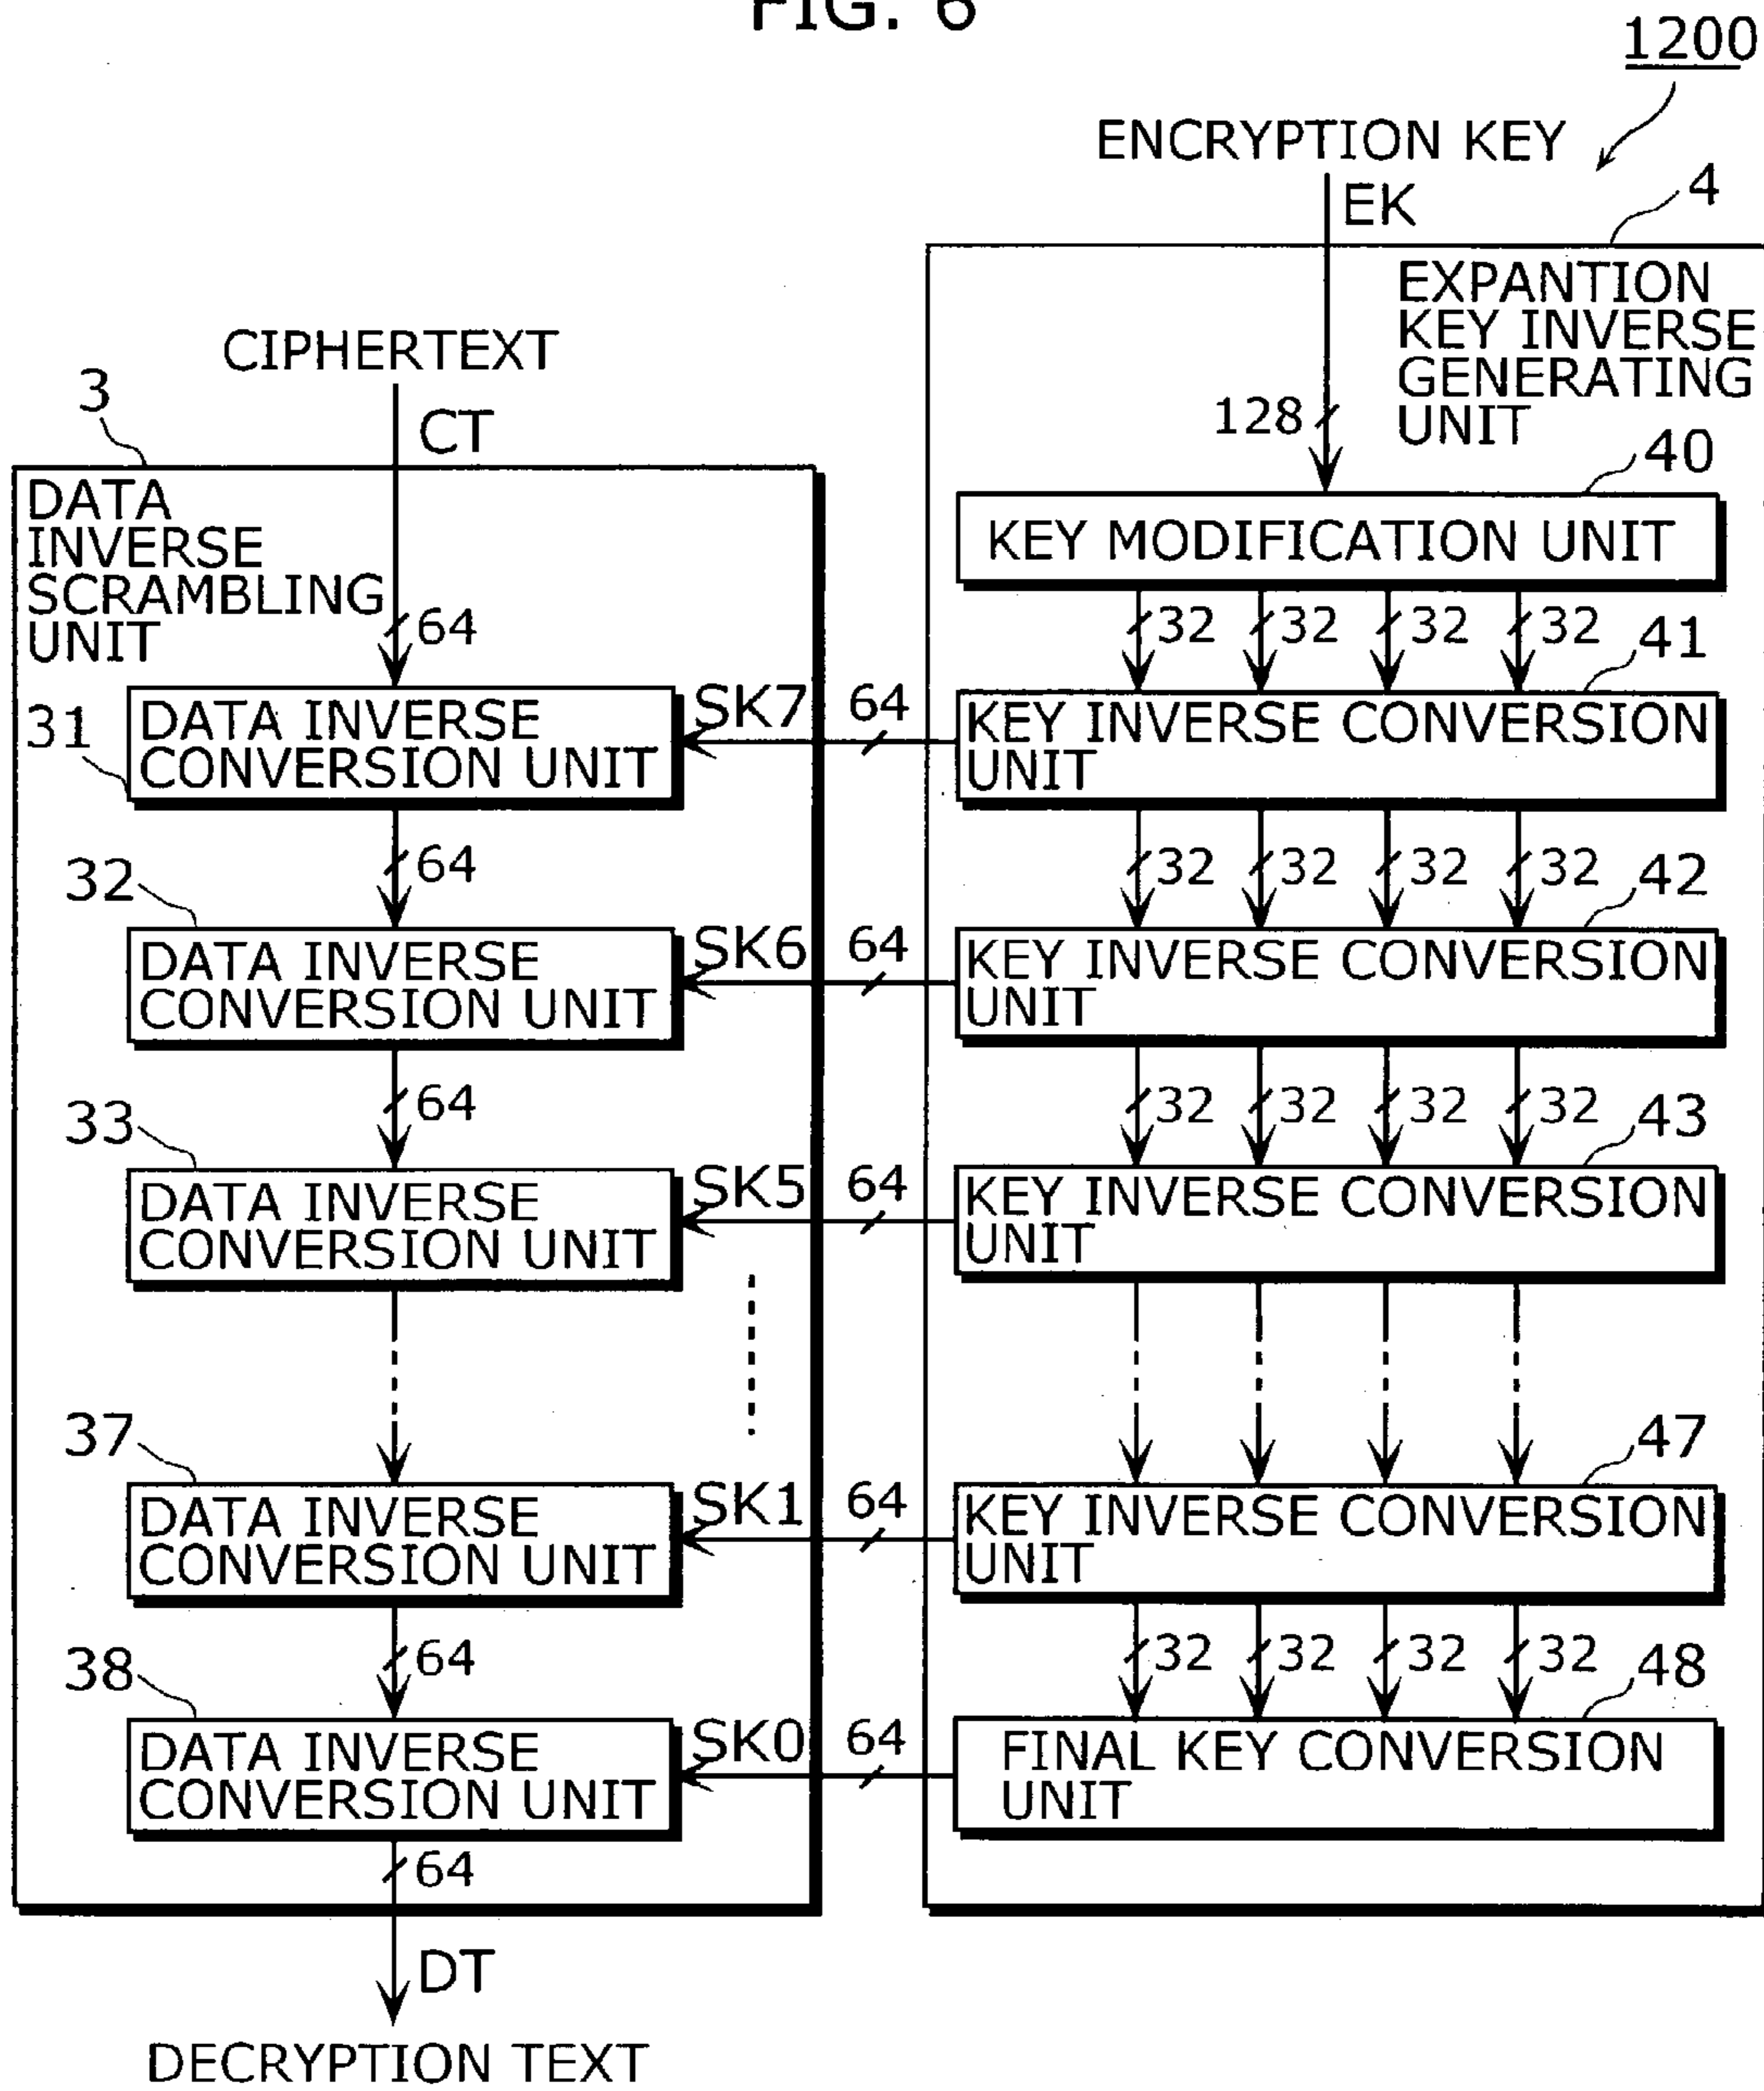 FIG. 6
1200
ENCRYPTION KEY
EK
4
EXPANTION
KEY INVERSE
GENERATING
UNIT
128
CIPHERTEXT
CT
3
DATA
INVERSE
SCRAMBLING
UNIT
64
40
KEY MODIFICATION UNIT
32 32 32 32
41
31
DATA INVERSE
CONVERSION UNIT
SK7 64
KEY INVERSE CONVERSION
UNIT
64
32 32 32 32
32
42
DATA INVERSE
CONVERSION UNIT
SK6 64
KEY INVERSE CONVERSION
UNIT
64
32 32 32 32
33
43
DATA INVERSE
CONVERSION UNIT
SK5 64
KEY INVERSE CONVERSION
UNIT
37
47
DATA INVERSE
CONVERSION UNIT
SK1 64
KEY INVERSE CONVERSION
UNIT
64
32 32 32 32
38
48
DATA INVERSE
CONVERSION UNIT
SK0 64
FINAL KEY CONVERSION
UNIT
64
DT
DECRYPTION TEXT